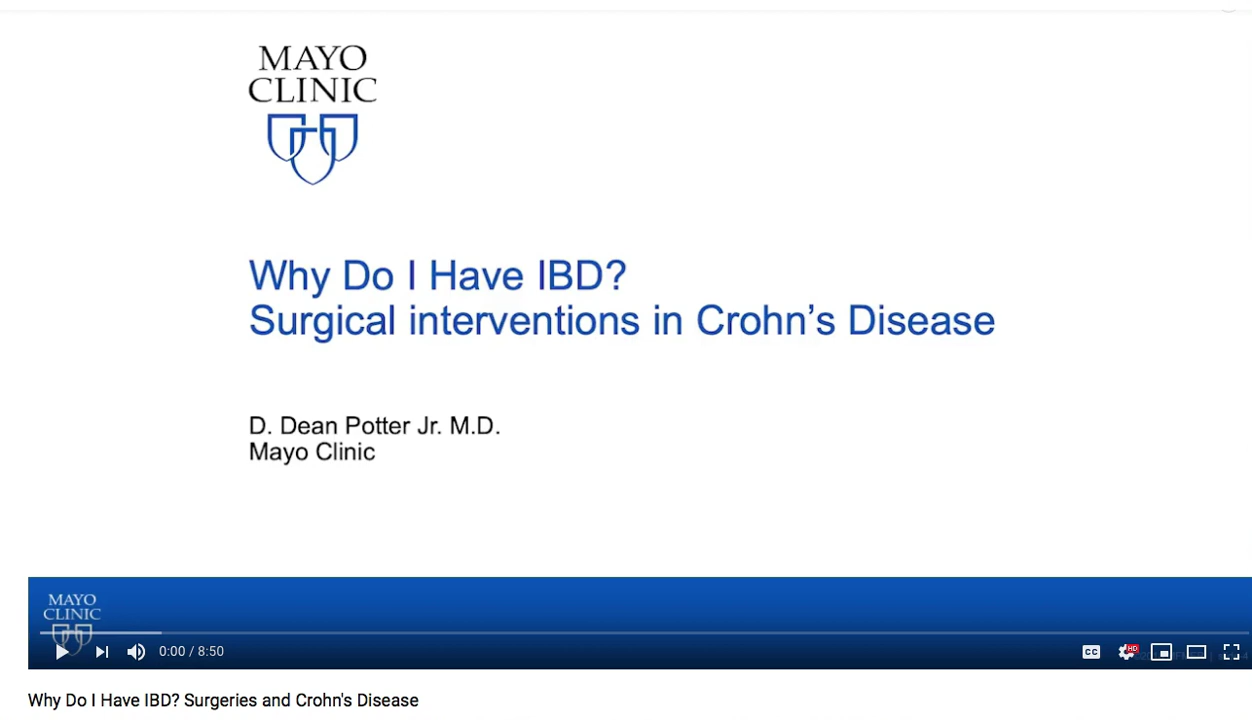 MAYO
CLINIC
Why Do I Have IBD?
Surgical interventions in Crohn's Disease
D. Dean Potter Jr. M.D.
Mayo Clinic
MAYO
CLINIC
0:00 / 8:50
CC
HD
Why Do I Have IBD? Surgeries and Crohn's Disease